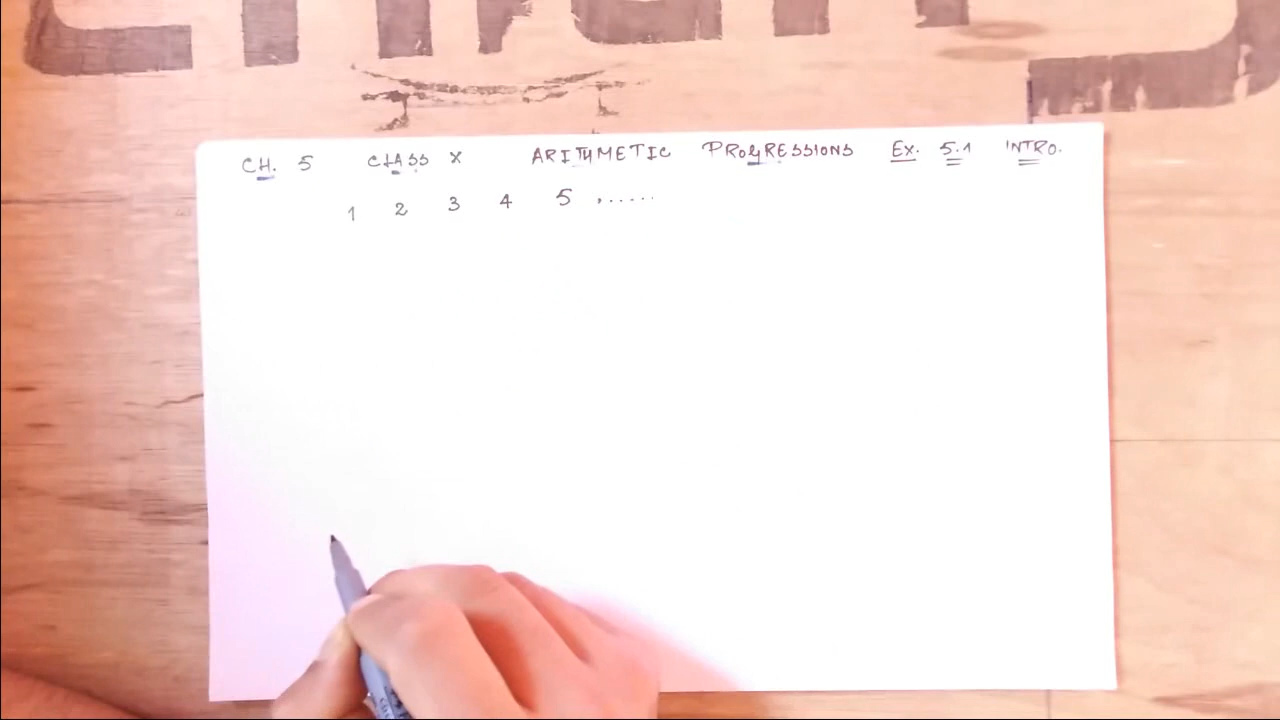 CH. 5 CLASS X ARITHMETIC PROGRESSIONS Ex. 5.1 INTRO.
1 2 3 4 5 ......